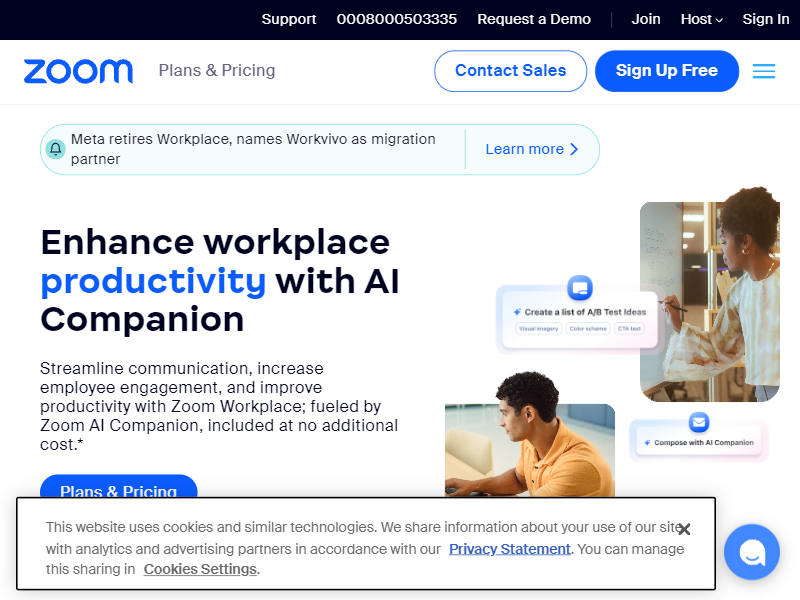 Support 0008000503335 Request a Demo Join Host Sign In
zoom Plans & Pricing Contact Sales Sign Up Free
Meta retires Workplace, names Workvivo as migration
partner
Learn more
Enhance workplace
productivity with AI
Companion
Streamline communication, increase
employee engagement, and improve
productivity with Zoom Workplace; fueled by
Zoom AI Companion, included at no additional
cost.*
Create a list of A/B Test Ideas
Visual imagery Color scheme CTA text
Compose with AI Companion
Plans & Pricing
This website uses cookies and similar technologies. We share information about your use of our site
with analytics and advertising partners in accordance with our Privacy Statement. You can manage
this sharing in Cookies Settings.